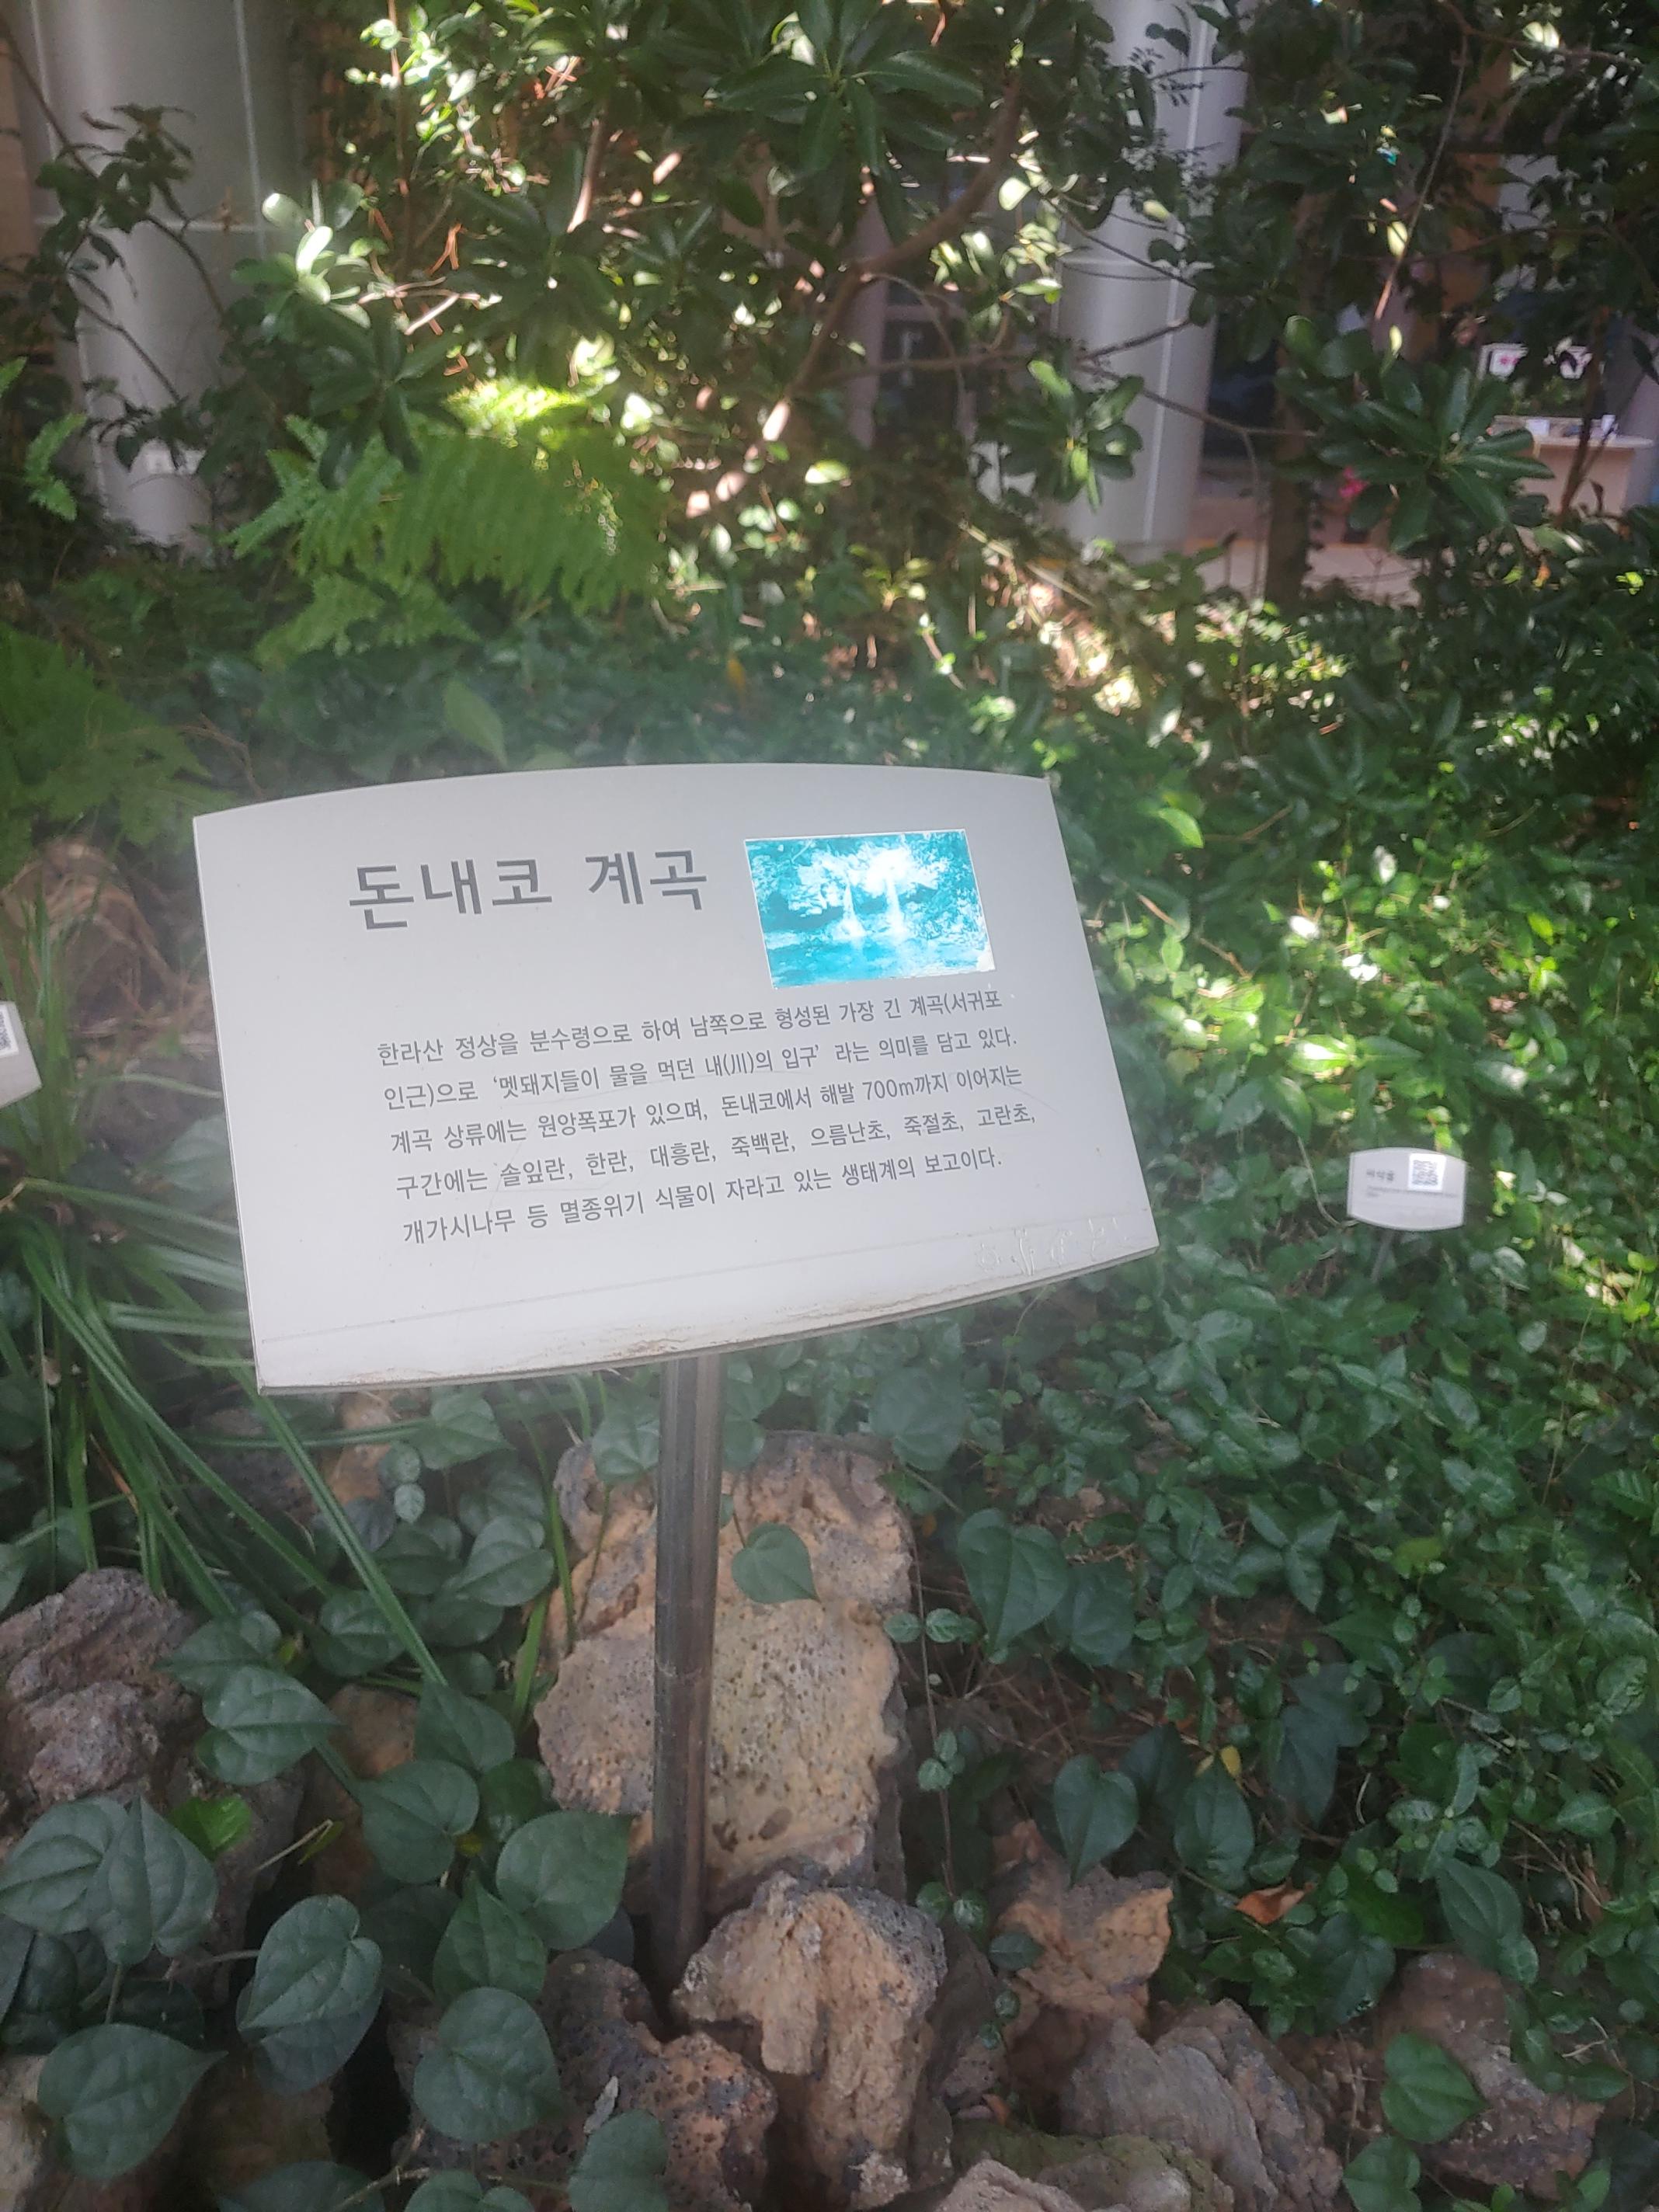 돈내코 계곡
한라산 정상을 분수령으로 하여 남쪽으로 형성된 가장 긴 계곡(서귀포
인근)으로 ‘멧돼지들이 물을 먹던 내(川)의 입구’ 라는 의미를 담고 있다.
계곡 상류에는 원앙폭포가 있으며, 돈내코에서 해발 700m까지 이어지는
구간에는 솔잎란, 한란, 대흥란, 죽백란, 으름난초, 죽절초, 고란초,
개가시나무 등 멸종위기 식물이 자라고 있는 생태계의 보고이다.